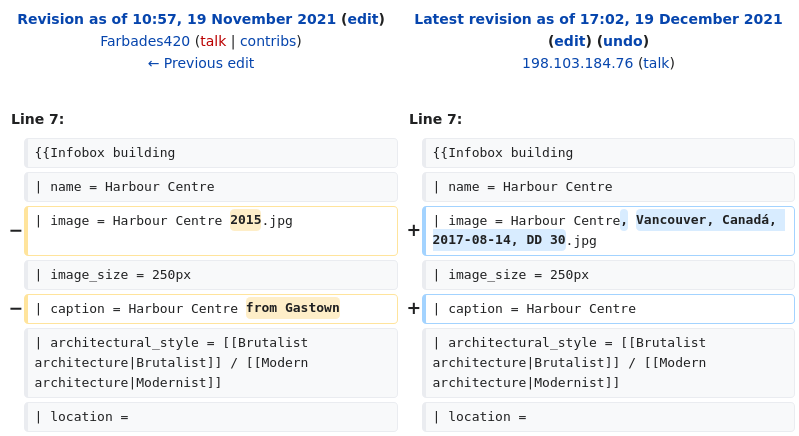 Revision as of 10:57, 19 November 2021 (edit)
Farbades420 (talk | contribs)
← Previous edit
Latest revision as of 17:02, 19 December 2021
(edit) (undo)
198.103.184.76 (talk)
Line 7:
Line 7:
{{Infobox building
{{Infobox building
| name = Harbour Centre
| name = Harbour Centre
− | image = Harbour Centre 2015.jpg
+ | image = Harbour Centre, Vancouver, Canadá,
2017-08-14, DD 30.jpg
| image_size = 250px
| image_size = 250px
− | caption = Harbour Centre from Gastown
+ | caption = Harbour Centre
| architectural_style = [[Brutalist
architecture|Brutalist]] / [[Modern
architecture|Modernist]]
| architectural_style = [[Brutalist
architecture|Brutalist]] / [[Modern
architecture|Modernist]]
| location =
| location =